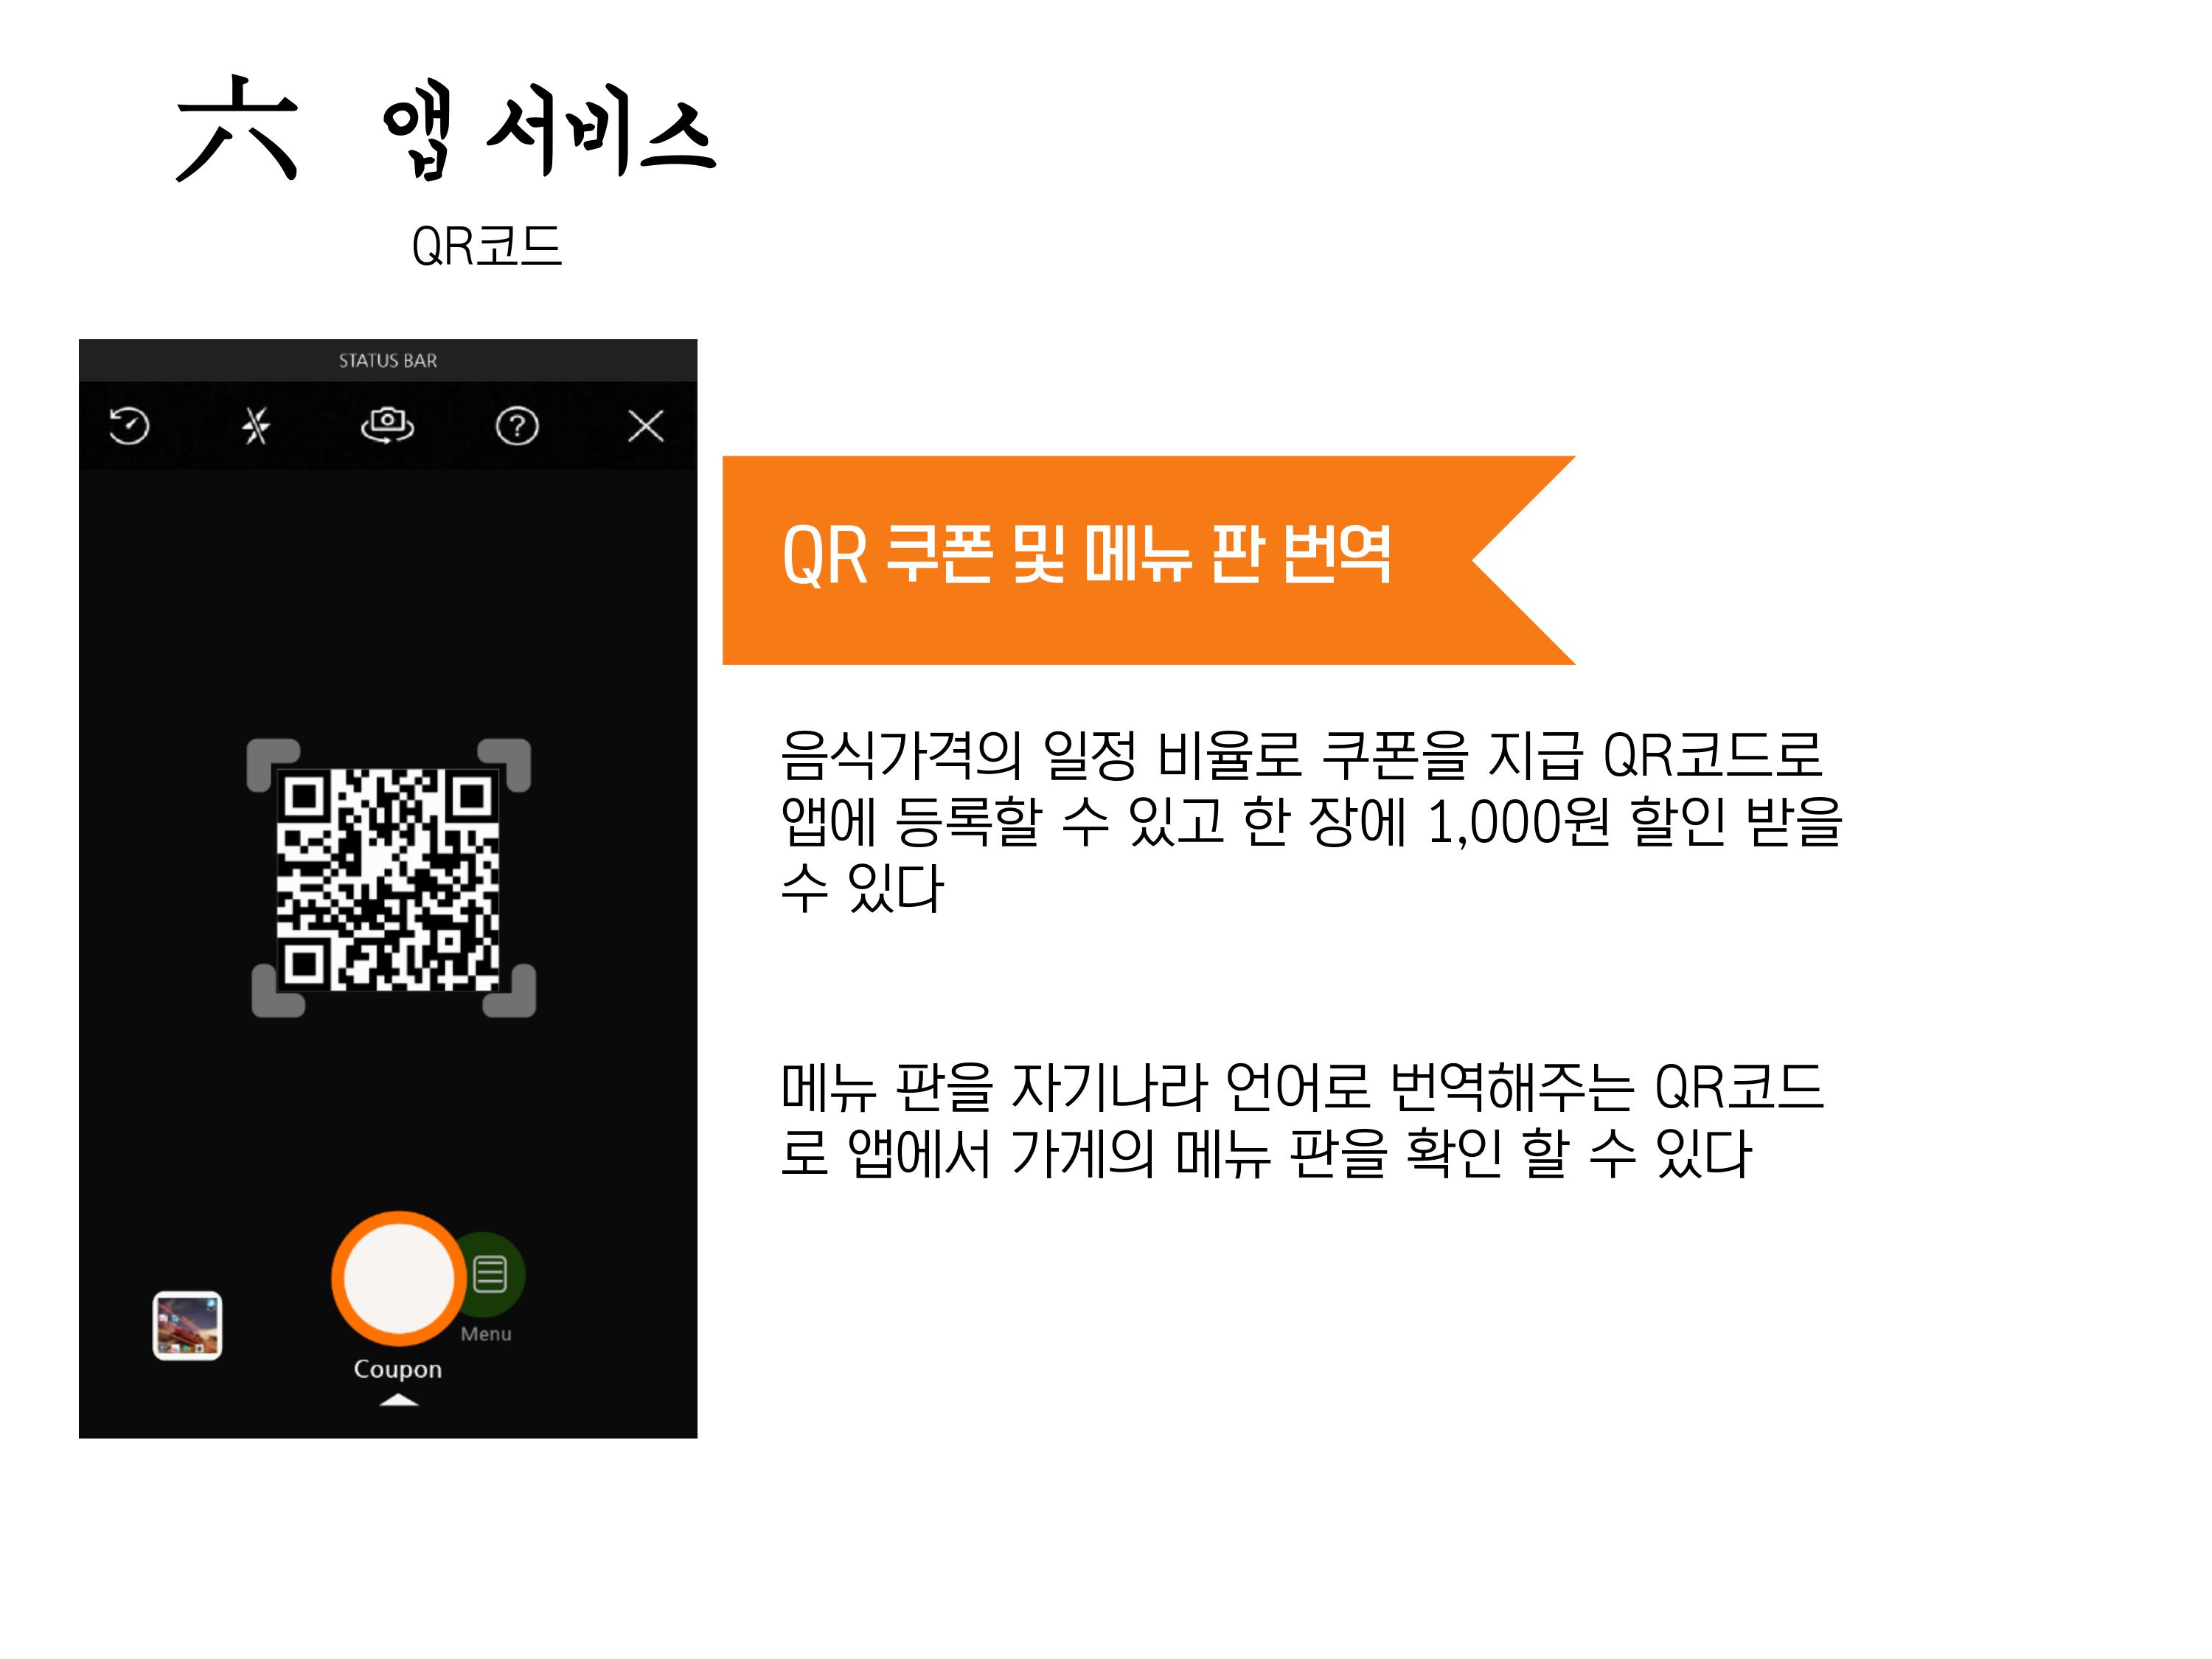 六 앱 서비스
QR코드
STATUS BAR
QR 쿠폰 및 메뉴 판 번역
음식가격의 일정 비율로 쿠폰을 지급 QR코드로
앱에 등록할 수 있고 한 장에 1,000원 할인 받을
수 있다
메뉴 판을 자기나라 언어로 번역해주는 QR코드
로 앱에서 가게의 메뉴 판을 확인 할 수 있다
Menu
Coupon